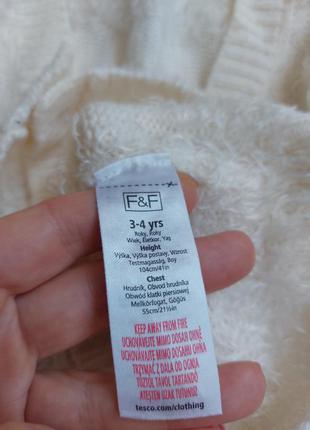 F&F
3-4 yrs
Roky, Roky
Wiek, Életkor, Yaş
Height
Výška, Výška postavy, Wzrost
Testmagasság, Boy
104cm/41in
Chest
Hrudník, Obvod hrudníka
Obwód klatki piersiowej
Mellkörfogat, Göğüs
55cm/21½in
KEEP AWAY FROM FIRE
UCHOVÁVEJTE MIMO DOSAH OHNĚ
UCHOVÁVAJTE MIMO DOSAHU OHŇA
TRZYMAĆ Z DALA OD OGNIA
TŰZTŐL TÁVOL TARTANDÓ
ATEŞTEN UZAK TUTUNUZ
tesco.com/clothing